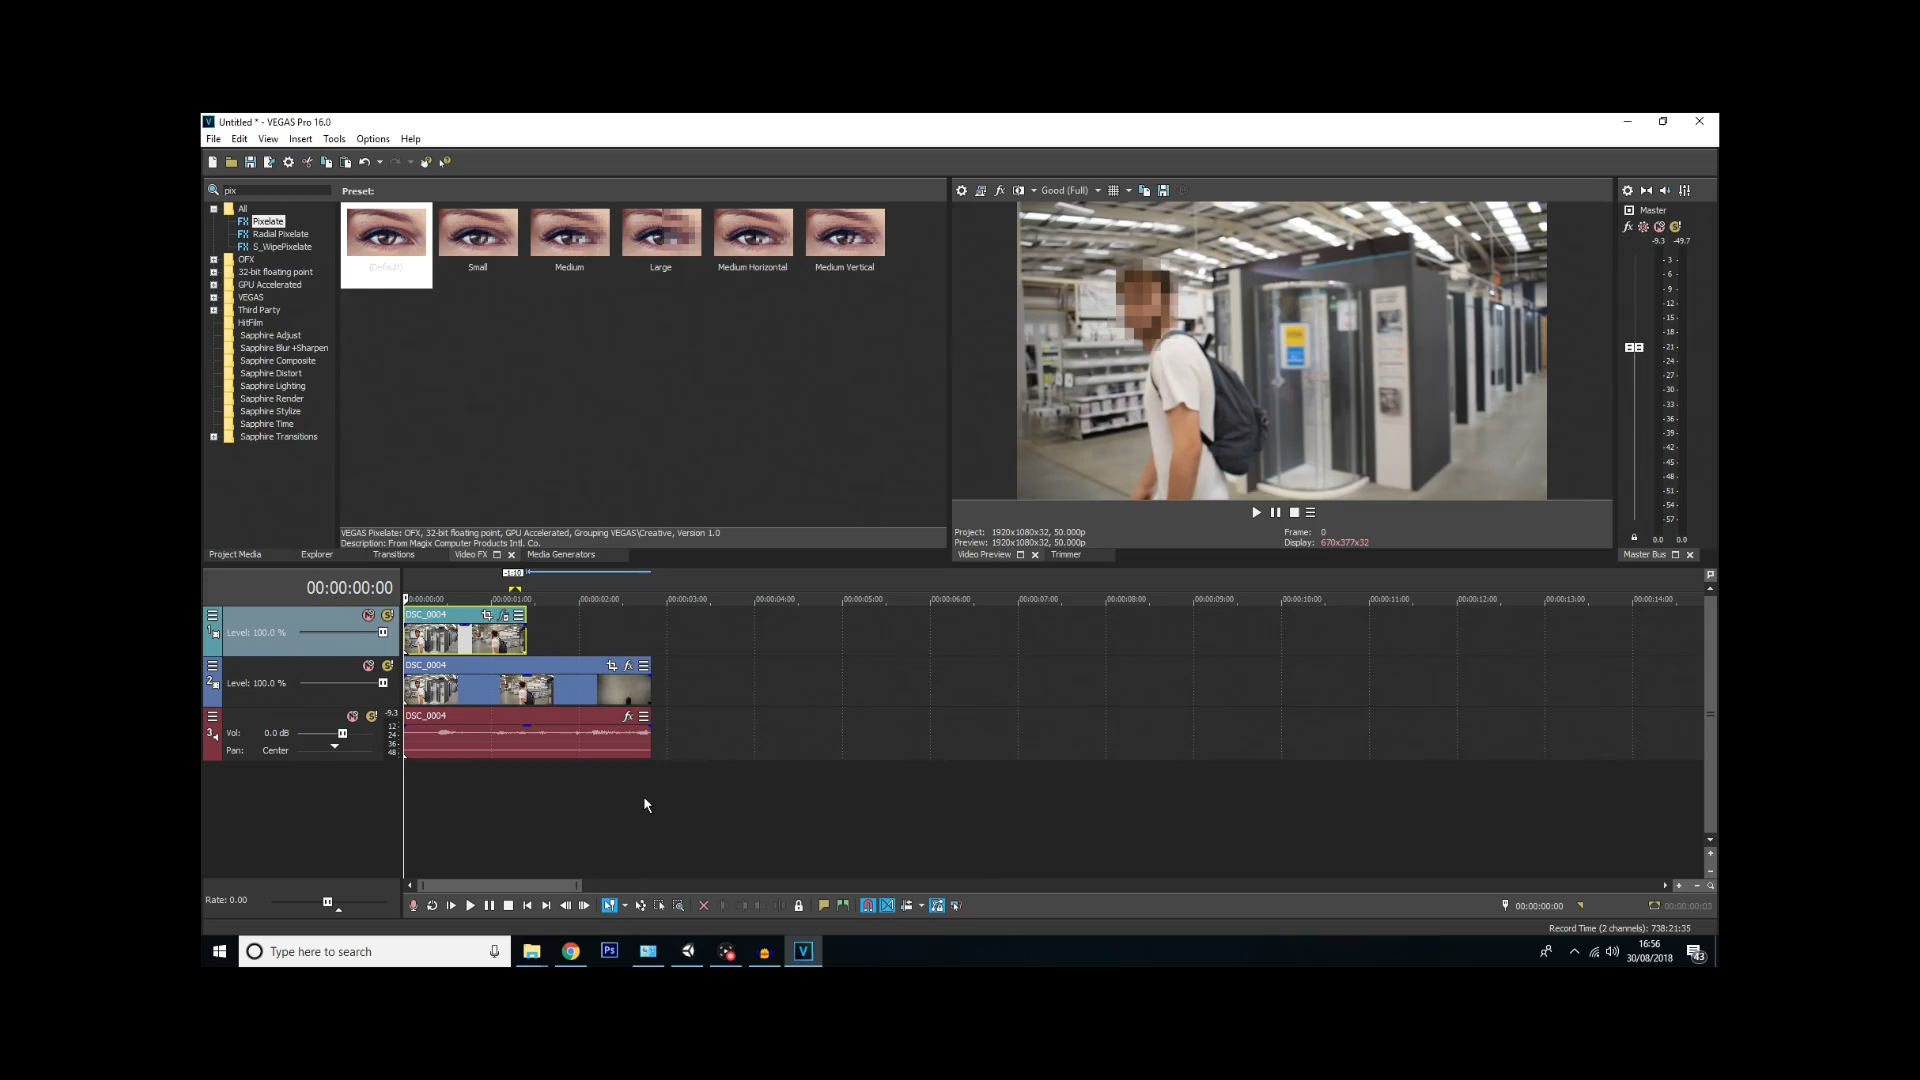 Untitled * - VEGAS Pro 16.0
File Edit View Insert Tools Options Help
pix
Preset:
Good (Full)
All
Pixelate
Radial Pixelate
S_WipePixelate
OFX
32-bit floating point
GPU Accelerated
VEGAS
Third Party
HitFilm
Sapphire Adjust
Sapphire Blur +Sharpen
Sapphire Composite
Sapphire Distort
Sapphire Lighting
Sapphire Render
Sapphire Stylize
Sapphire Time
Sapphire Transitions
(Default) Small Medium Large Medium Horizontal Medium Vertical
VEGAS Pixelate: OFX, 32-bit floating point, GPU Accelerated, Grouping VEGAS\Creative, Version 1.0
Description: From Magix Computer Products Intl. Co.
Project Media Explorer Transitions Video FX Media Generators
Project: 1920x1080x32, 50.000p
Preview: 1920x1080x32, 50.000p
Frame: 0
Display: 670x377x32
Video Preview Trimmer
Master
fx
-9.3 -49.7
- 3 -
- 6 -
- 9 -
- 12 -
- 15 -
- 18 -
- 21 -
- 24 -
- 27 -
- 30 -
- 33 -
- 36 -
- 39 -
- 42 -
- 45 -
- 48 -
- 51 -
- 54 -
- 57 -
0.0 0.0
Master Bus
00:00:00:00
-1:10
00:00:00:00 00:00:01:00 00:00:02:00 00:00:03:00 00:00:04:00 00:00:05:00 00:00:06:00 00:00:07:00 00:00:08:00 00:00:09:00 00:00:10:00 00:00:11:00 00:00:12:00 00:00:13:00 00:00:14:00
1
Level: 100.0 %
DSC_0004
2
Level: 100.0 %
DSC_0004
fx
3
Vol: 0.0 dB
Pan: Center
-9.3
12
24
36
48
DSC_0004
fx
Rate: 0.00
00:00:00:00
00:00:00:03
Record Time (2 channels): 738:21:35
Type here to search
Ps
V
16:56
30/08/2018
43